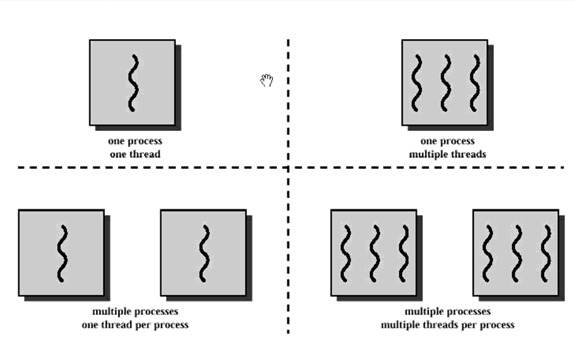 one process
one thread
one process
multiple threads
multiple processes
one thread per process
multiple processes
multiple threads per process